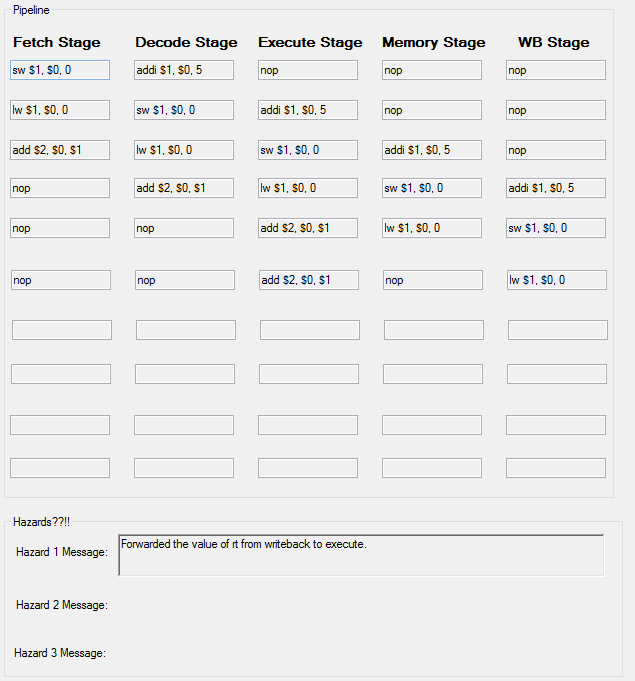 Pipeline
Fetch Stage Decode Stage Execute Stage Memory Stage WB Stage
sw $1, $0, 0 addi $1, $0, 5 nop nop nop
lw $1, $0, 0 sw $1, $0, 0 addi $1, $0, 5 nop nop
add $2, $0, $1 lw $1, $0, 0 sw $1, $0, 0 addi $1, $0, 5 nop
nop add $2, $0, $1 lw $1, $0, 0 sw $1, $0, 0 addi $1, $0, 5
nop nop add $2, $0, $1 lw $1, $0, 0 sw $1, $0, 0
nop nop add $2, $0, $1 nop lw $1, $0, 0
Hazards??!!
Hazard 1 Message: Forwarded the value of rt from writeback to execute.
Hazard 2 Message:
Hazard 3 Message: